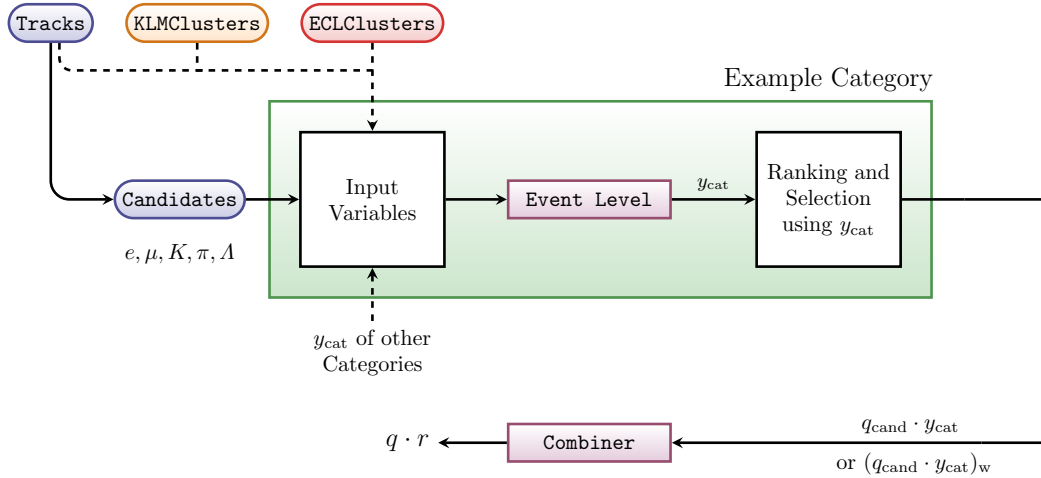 Tracks
KLMClusters
ECLClusters
Example Category
Candidates
e, μ, K, π, Λ
Input
Variables
Event Level
y_cat
Ranking and
Selection
using y_cat
y_cat of other
Categories
q · r
Combiner
q_cand · y_cat
or (q_cand · y_cat)_w